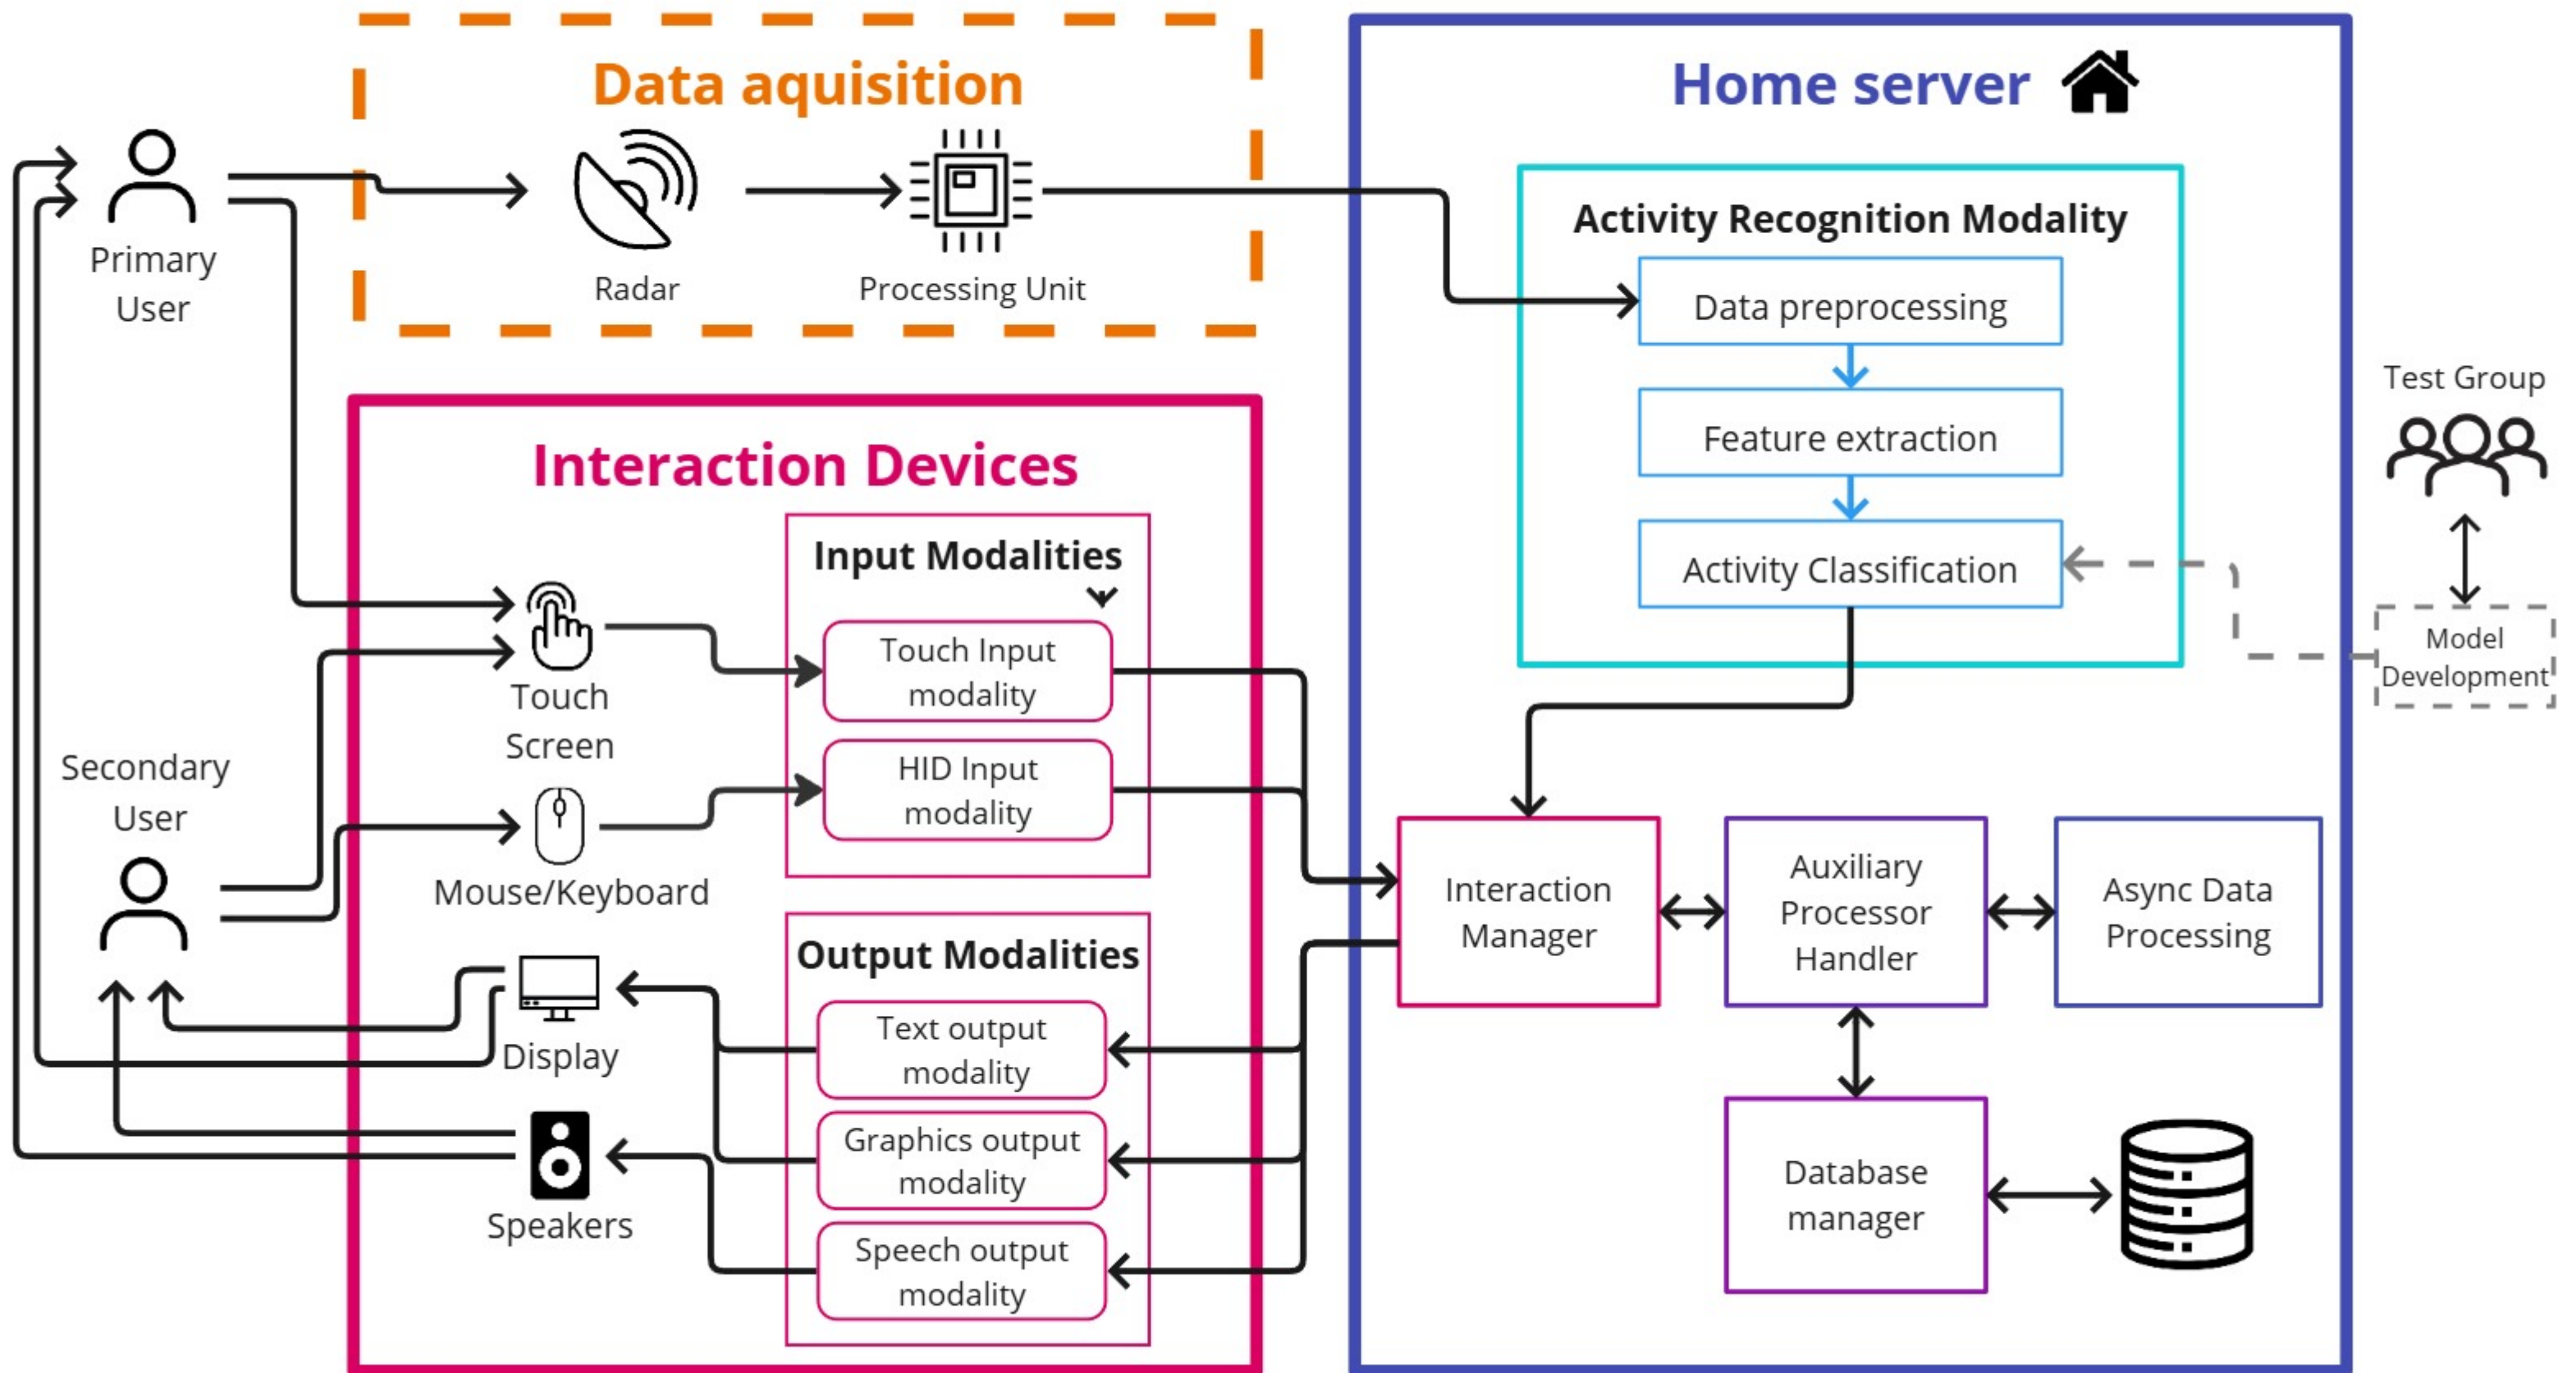 Data aquisition
Home server
Primary
User
Radar
Processing Unit
Activity Recognition Modality
Data preprocessing
Feature extraction
Activity Classification
Test Group
Model
Development
Interaction Devices
Input Modalities
Touch Input
modality
HID Input
modality
Touch
Screen
Mouse/Keyboard
Secondary
User
Output Modalities
Text output
modality
Graphics output
modality
Speech output
modality
Display
Speakers
Interaction
Manager
Auxiliary
Processor
Handler
Async Data
Processing
Database
manager